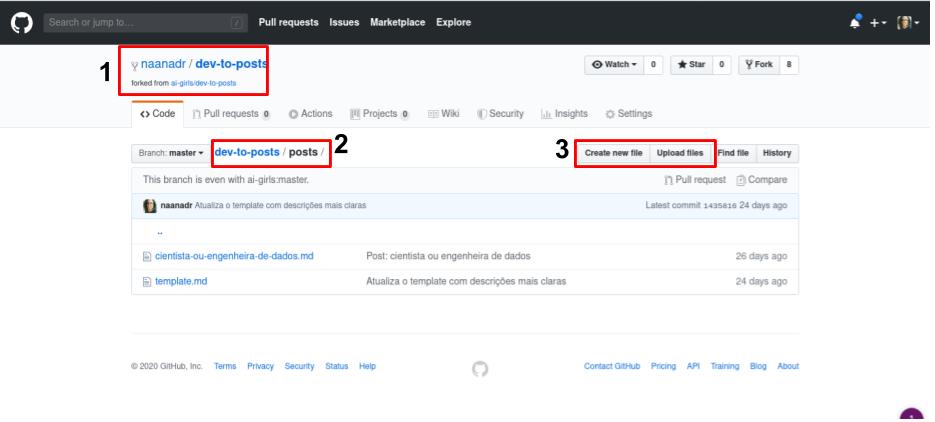 Search or jump to... / Pull requests Issues Marketplace Explore
1 naanadr / dev-to-posts Watch 0 Star 0 Fork 8
forked from ai-girls/dev-to-posts
Code Pull requests 0 Actions Projects 0 Wiki Security Insights Settings
Branch: master dev-to-posts / posts / 2 3 Create new file Upload files Find file History
This branch is even with ai-girls:master. Pull request Compare
naanadr Atualiza o template com descrições mais claras Latest commit 1435816 24 days ago
..
cientista-ou-engenheira-de-dados.md Post: cientista ou engenheira de dados 26 days ago
template.md Atualiza o template com descrições mais claras 24 days ago
© 2020 GitHub, Inc. Terms Privacy Security Status Help Contact GitHub Pricing API Training Blog About